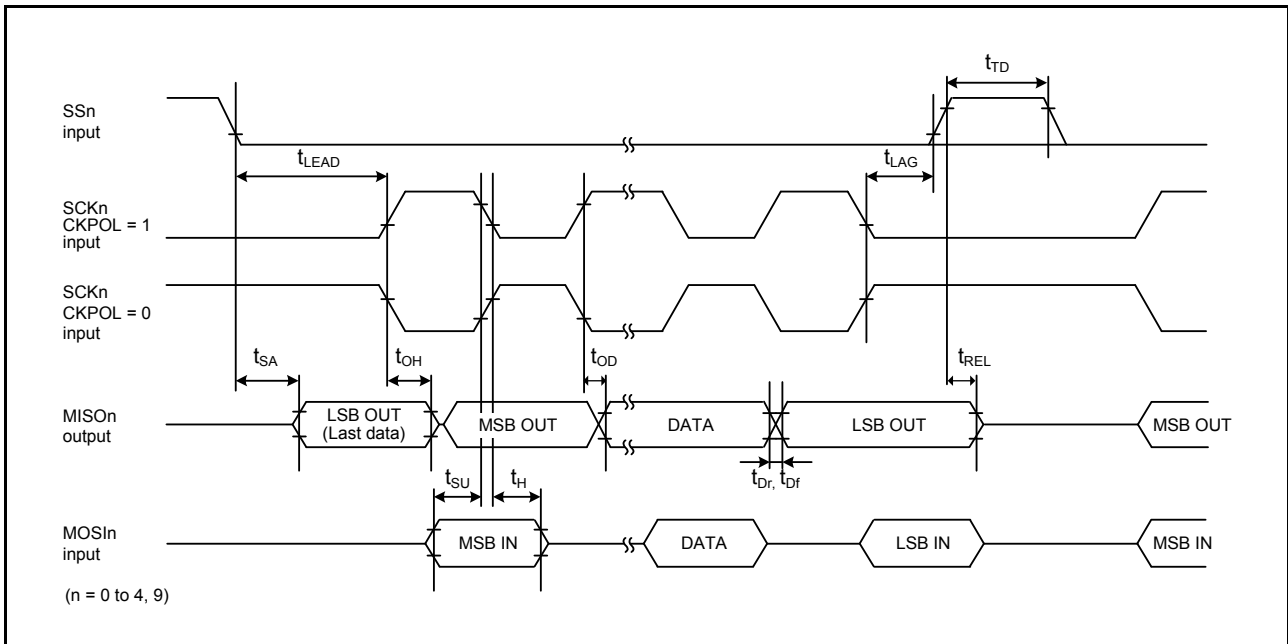 tTD
SSn
input
tLEAD
tLAG
SCKn
CKPOL = 1
input
SCKn
CKPOL = 0
input
tSA
tOH
tOD
tREL
MISOn
output
LSB OUT
(Last data)
MSB OUT
DATA
LSB OUT
MSB OUT
tSU
tH
tDr, tDf
MOSIn
input
MSB IN
DATA
LSB IN
MSB IN
(n = 0 to 4, 9)